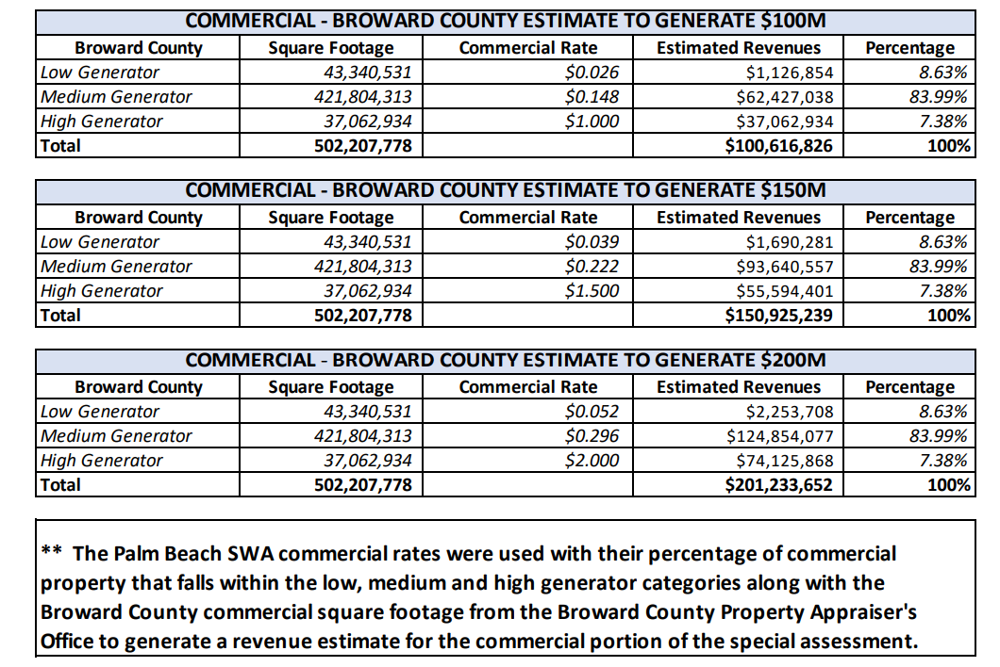 COMMERCIAL - BROWARD COUNTY ESTIMATE TO GENERATE $100M
Broward County Square Footage Commercial Rate Estimated Revenues Percentage
Low Generator 43,340,531 $0.026 $1,126,854 8.63%
Medium Generator 421,804,313 $0.148 $62,427,038 83.99%
High Generator 37,062,934 $1.000 $37,062,934 7.38%
Total 502,207,778 $100,616,826 100%
COMMERCIAL - BROWARD COUNTY ESTIMATE TO GENERATE $150M
Broward County Square Footage Commercial Rate Estimated Revenues Percentage
Low Generator 43,340,531 $0.039 $1,690,281 8.63%
Medium Generator 421,804,313 $0.222 $93,640,557 83.99%
High Generator 37,062,934 $1.500 $55,594,401 7.38%
Total 502,207,778 $150,925,239 100%
COMMERCIAL - BROWARD COUNTY ESTIMATE TO GENERATE $200M
Broward County Square Footage Commercial Rate Estimated Revenues Percentage
Low Generator 43,340,531 $0.052 $2,253,708 8.63%
Medium Generator 421,804,313 $0.296 $124,854,077 83.99%
High Generator 37,062,934 $2.000 $74,125,868 7.38%
Total 502,207,778 $201,233,652 100%
** The Palm Beach SWA commercial rates were used with their percentage of commercial
property that falls within the low, medium and high generator categories along with the
Broward County commercial square footage from the Broward County Property Appraiser's
Office to generate a revenue estimate for the commercial portion of the special assessment.